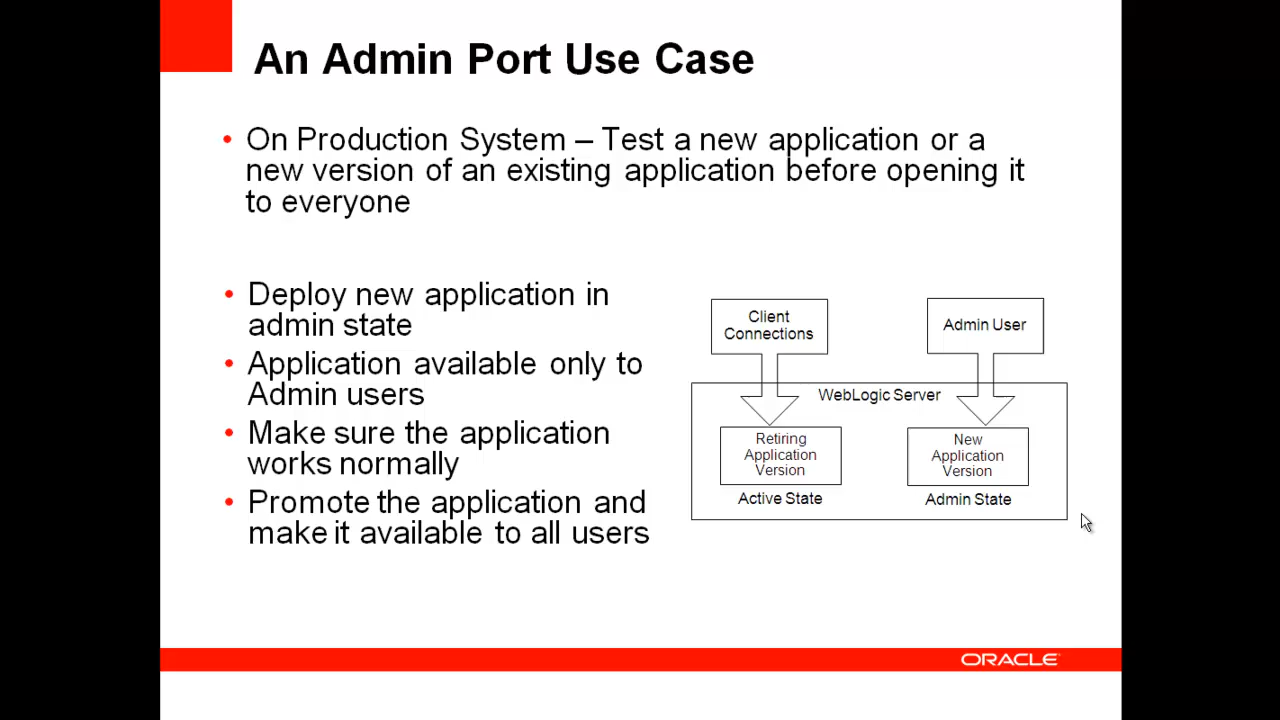 An Admin Port Use Case
• On Production System – Test a new application or a
new version of an existing application before opening it
to everyone
• Deploy new application in
admin state
• Application available only to
Admin users
• Make sure the application
works normally
• Promote the application and
make it available to all users
Client
Connections
Admin User
WebLogic Server
Retiring
Application
Version
New
Application
Version
Active State
Admin State
ORACLE